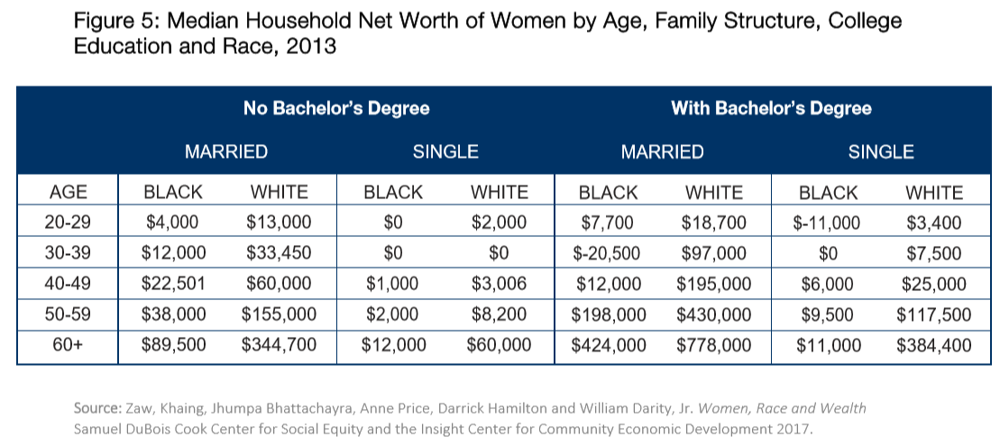 Figure 5: Median Household Net Worth of Women by Age, Family Structure, College
Education and Race, 2013
No Bachelor's Degree With Bachelor's Degree
MARRIED SINGLE MARRIED SINGLE
AGE BLACK WHITE BLACK WHITE BLACK WHITE BLACK WHITE
20-29 $4,000 $13,000 $0 $2,000 $7,700 $18,700 $-11,000 $3,400
30-39 $12,000 $33,450 $0 $0 $-20,500 $97,000 $0 $7,500
40-49 $22,501 $60,000 $1,000 $3,006 $12,000 $195,000 $6,000 $25,000
50-59 $38,000 $155,000 $2,000 $8,200 $198,000 $430,000 $9,500 $117,500
60+ $89,500 $344,700 $12,000 $60,000 $424,000 $778,000 $11,000 $384,400
Source: Zaw, Khaing, Jhumpa Bhattachayra, Anne Price, Darrick Hamilton and William Darity, Jr. Women, Race and Wealth
Samuel DuBois Cook Center for Social Equity and the Insight Center for Community Economic Development 2017.